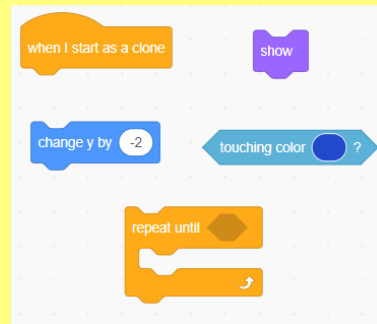 when I start as a clone
show
change y by -2
touching color ?
repeat until